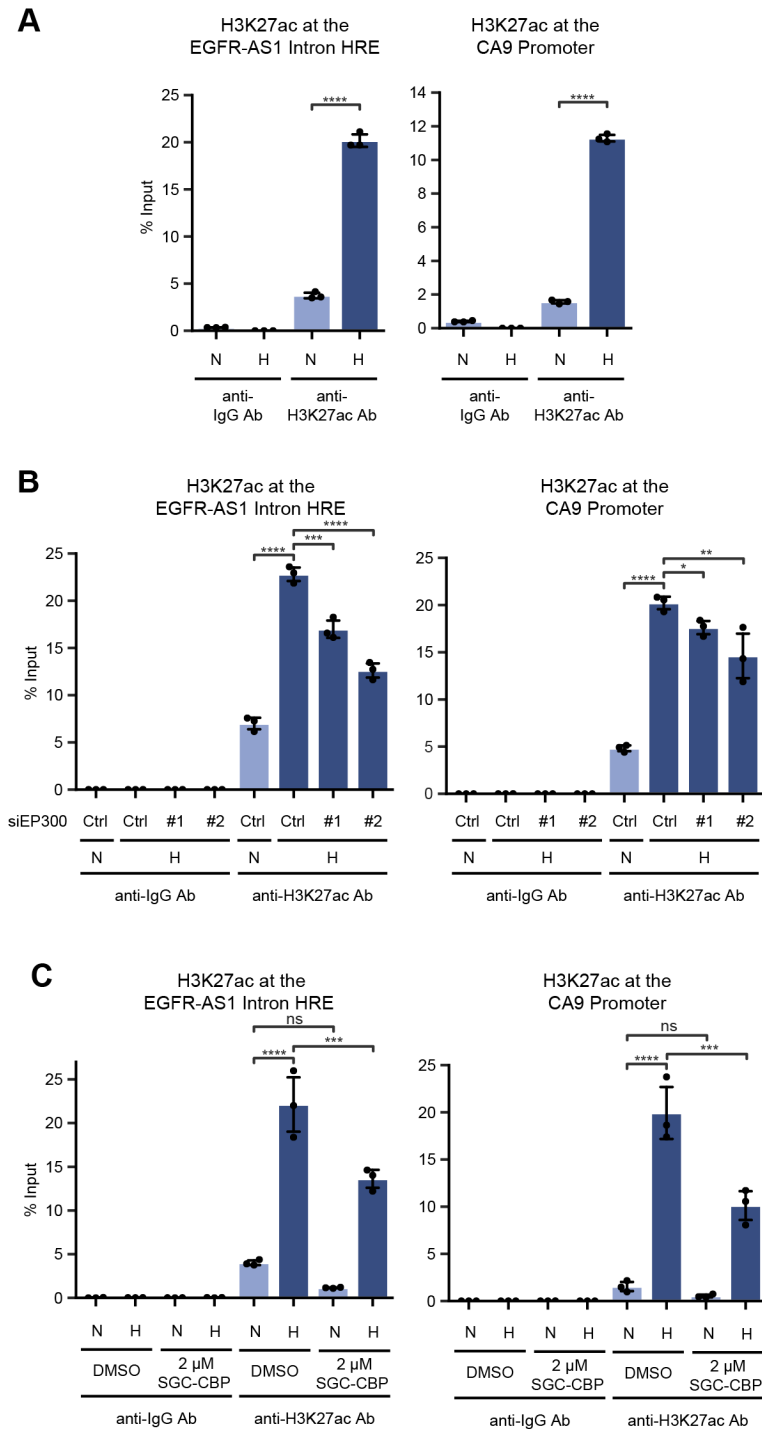 A
H3K27ac at the
EGFR-AS1 Intron HRE
% Input
25
20
15
10
5
0
****
N H N H
anti-
IgG Ab
anti-
H3K27ac Ab
H3K27ac at the
CA9 Promoter
14
12
10
8
6
4
2
0
****
N H N H
anti-
IgG Ab
anti-
H3K27ac Ab
B
H3K27ac at the
EGFR-AS1 Intron HRE
% Input
25
20
15
10
5
0
****
***
****
siEP300 Ctrl Ctrl #1 #2 Ctrl Ctrl #1 #2
N H N H
anti-IgG Ab anti-H3K27ac Ab
H3K27ac at the
CA9 Promoter
25
20
15
10
5
0
**
*
****
Ctrl Ctrl #1 #2 Ctrl Ctrl #1 #2
N H N H
anti-IgG Ab anti-H3K27ac Ab
C
H3K27ac at the
EGFR-AS1 Intron HRE
% Input
25
20
15
10
5
0
ns
***
****
N H N H N H N H
DMSO 2 µM
SGC-CBP DMSO 2 µM
SGC-CBP
anti-IgG Ab anti-H3K27ac Ab
H3K27ac at the
CA9 Promoter
25
20
15
10
5
0
ns
***
****
N H N H N H N H
DMSO 2 µM
SGC-CBP DMSO 2 µM
SGC-CBP
anti-IgG Ab anti-H3K27ac Ab